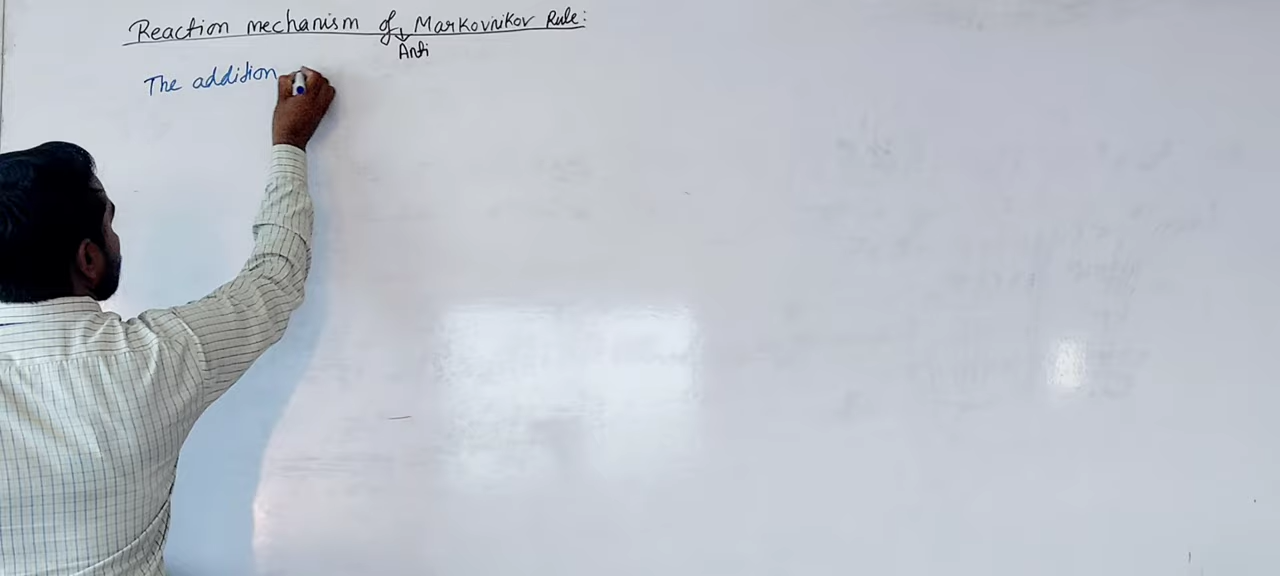 Reaction mechanism of Markovnikov Rule:
Anti
The addition